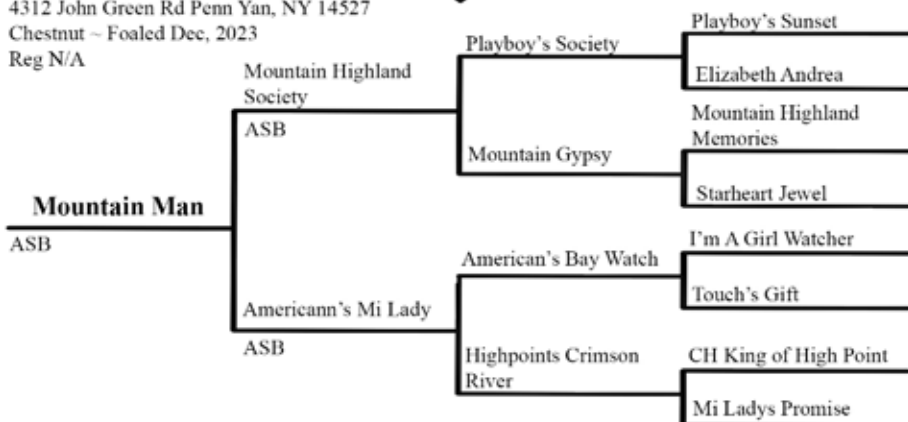 4312 John Green Rd Penn Yan, NY 14527
Chestnut ~ Foaled Dec, 2023
Reg N/A
Mountain Man
ASB
Mountain Highland
Society
ASB
Americann's Mi Lady
ASB
Playboy's Society
Mountain Gypsy
American's Bay Watch
Highpoints Crimson
River
Playboy's Sunset
Elizabeth Andrea
Mountain Highland
Memories
Starheart Jewel
I'm A Girl Watcher
Touch's Gift
CH King of High Point
Mi Ladys Promise